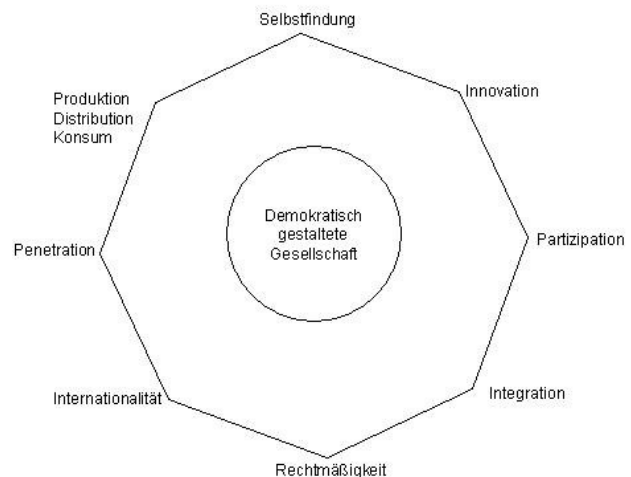 Selbstfindung
Innovation
Produktion
Distribution
Konsum
Demokratisch
gestaltete
Gesellschaft
Penetration
Partizipation
Internationalität
Integration
Rechtmäßigkeit